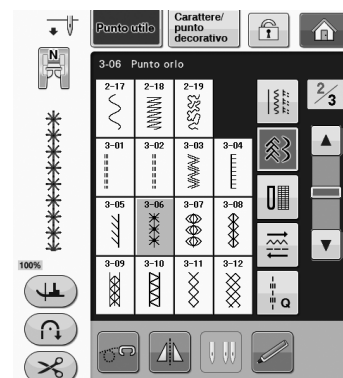 Punto utile
Carattere/
punto
decorativo
N
3-06 Punto orlo
2/3
2-17 2-18 2-19
3-01 3-02 3-03 3-04
3-05 3-06 3-07 3-08
100%
3-09 3-10 3-11 3-12
Q